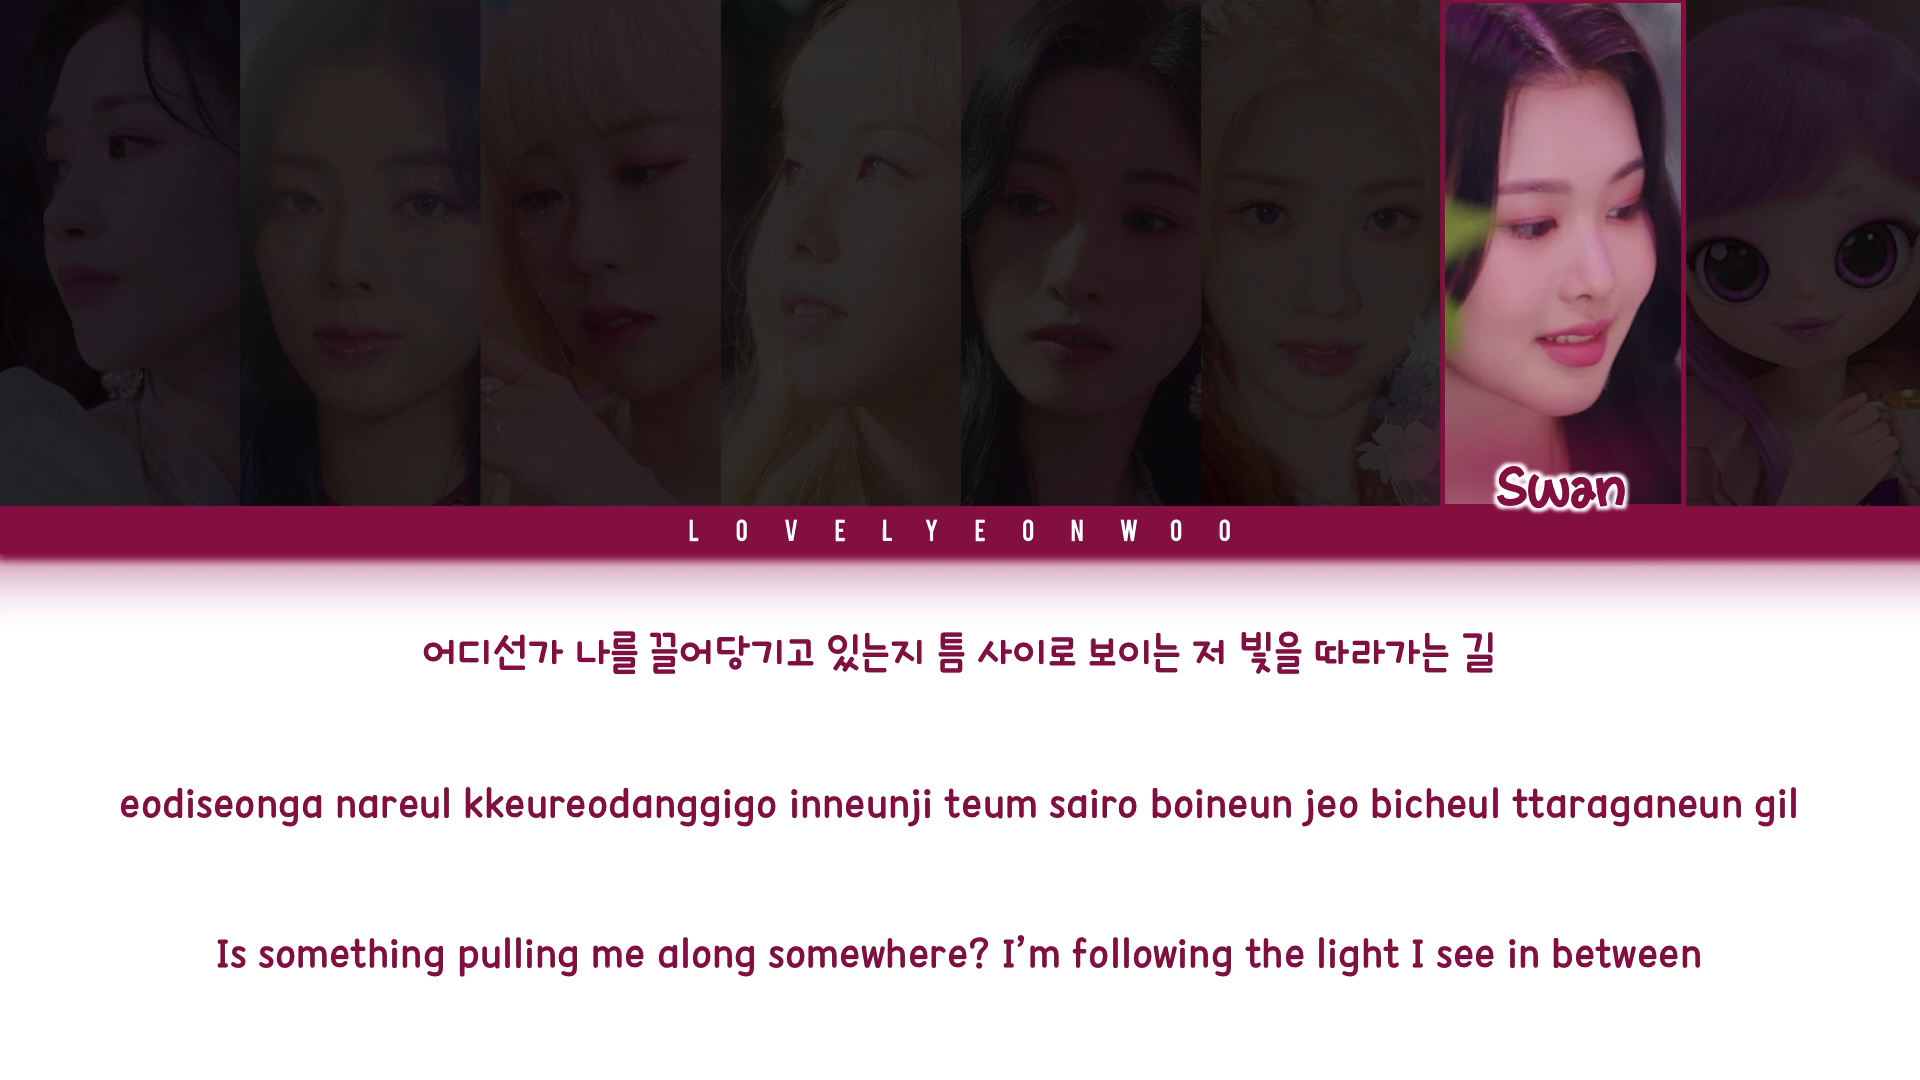 Swan
LOVELYEONWOO
어디선가 나를 끌어당기고 있는지 틈 사이로 보이는 저 빛을 따라가는 길
eodiseonga nareul kkeureodanggigo inneunji teum sairo boineun jeo bicheul ttaraganeun gil
Is something pulling me along somewhere? I’m following the light I see in between